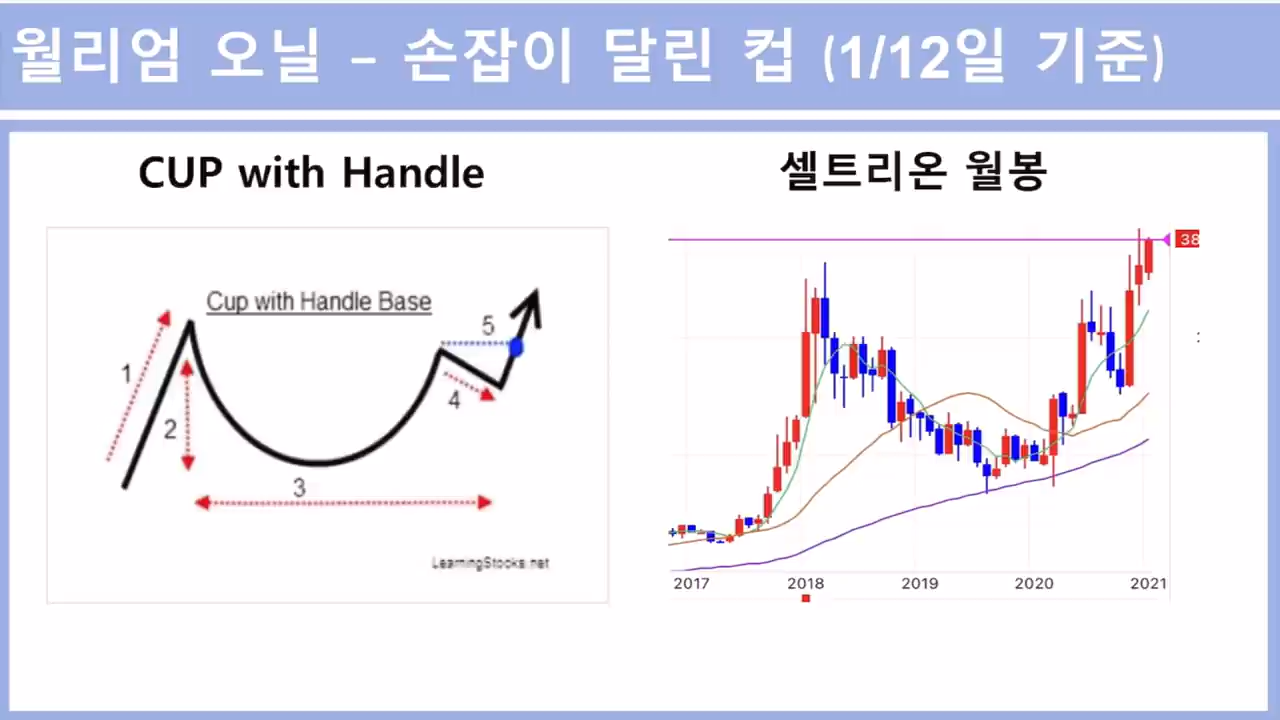 윌리엄 오닐 – 손잡이 달린 컵 (1/12일 기준)
CUP with Handle
셀트리온 월봉
Cup with Handle Base
1
2
3
4
5
LearningStocks.net
38
2017 2018 2019 2020 2021